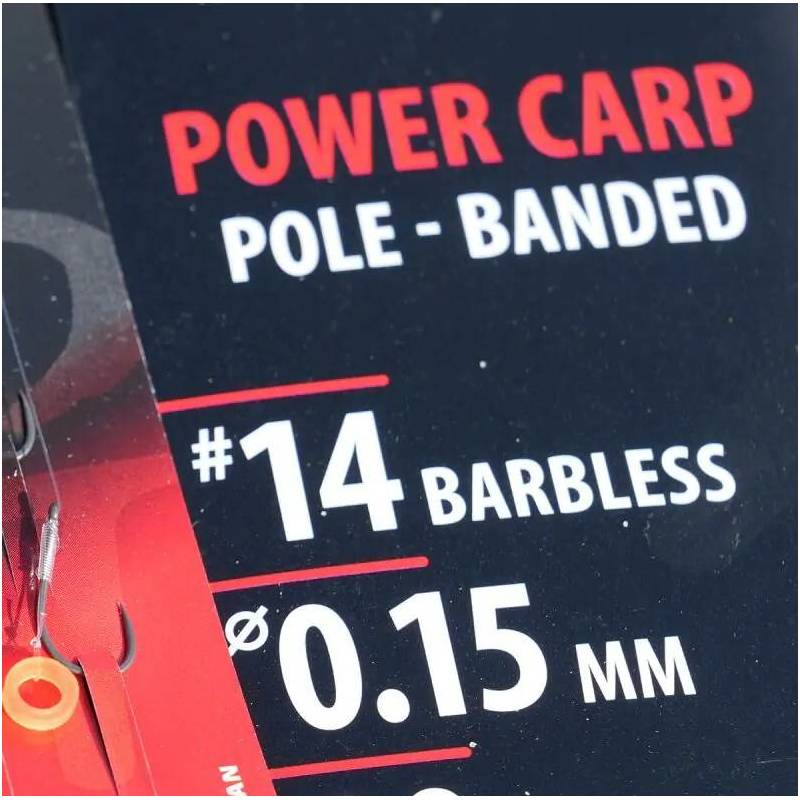 POWER CARP
POLE - BANDED
#14 BARBLESS
Ø0.15 MM